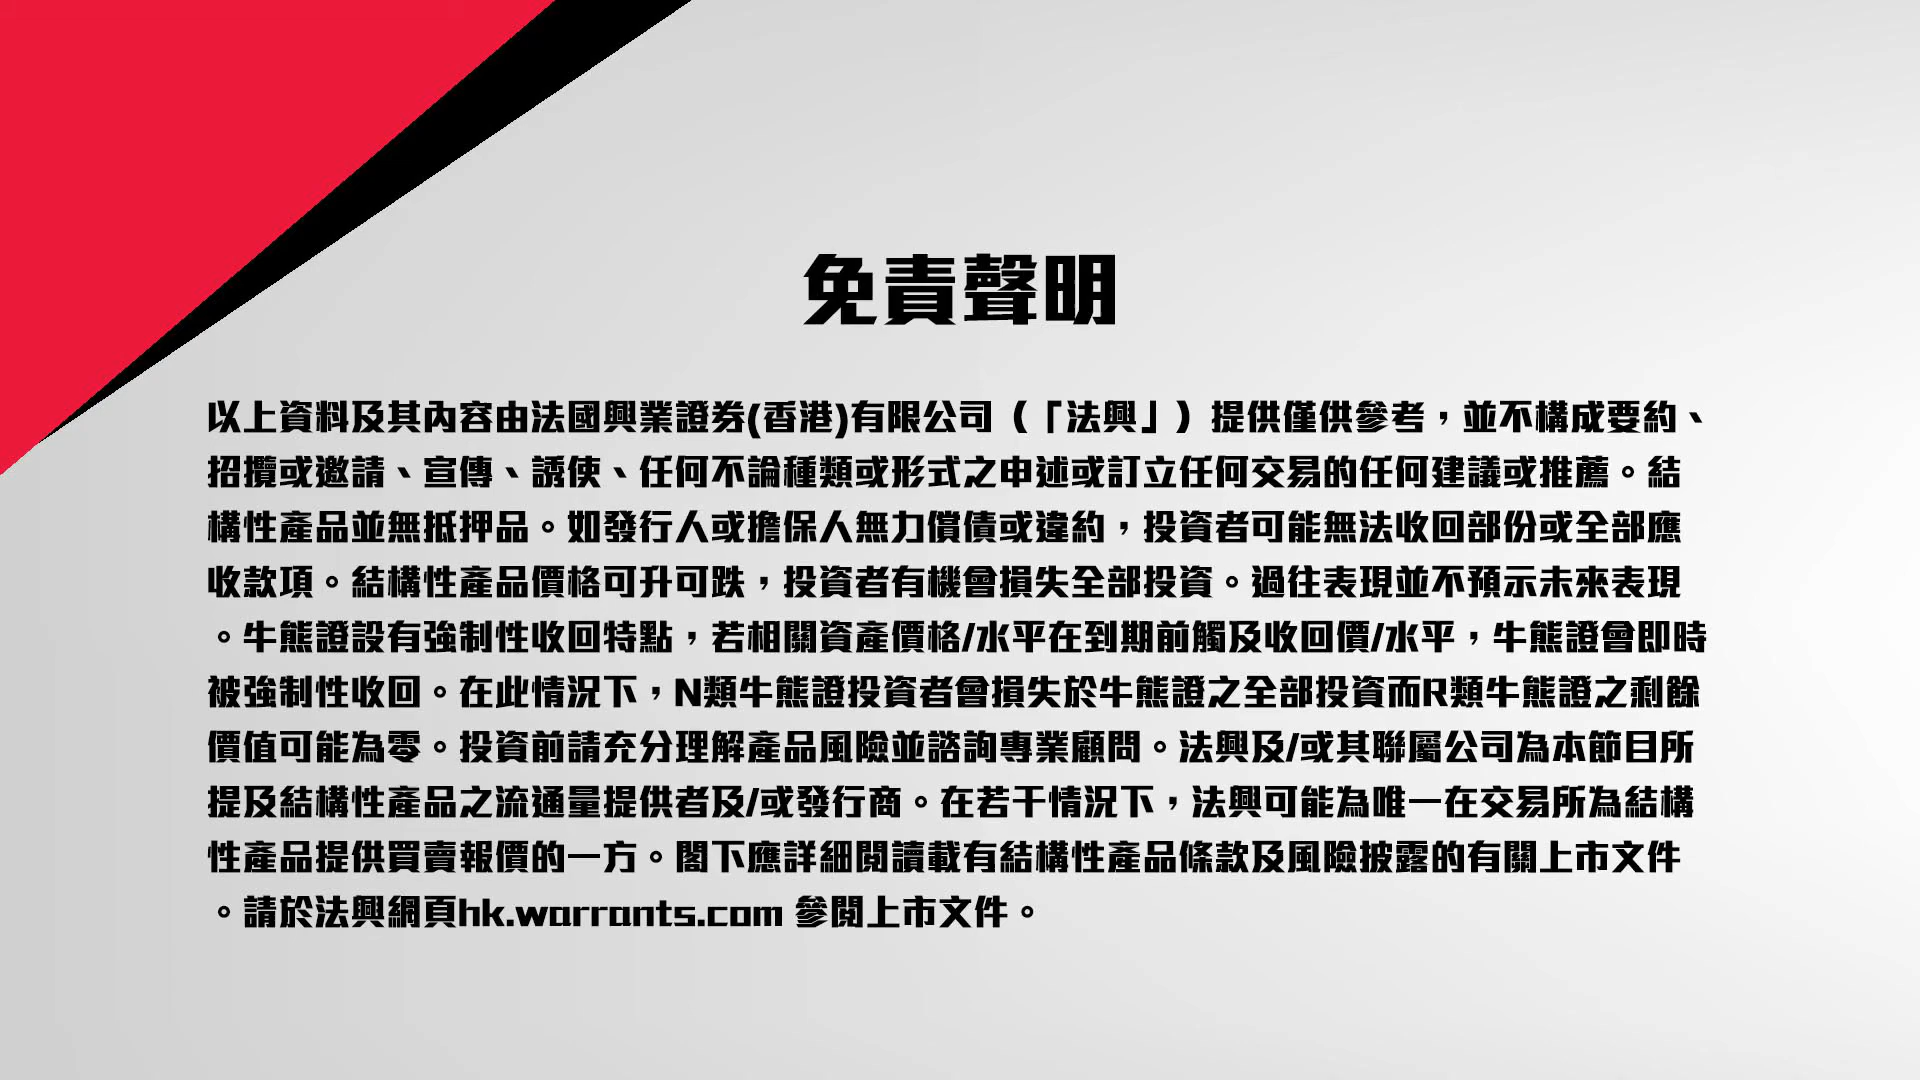 免責聲明
以上資料及其內容由法國興業證券(香港)有限公司（「法興」）提供僅供參考，並不構成要約、
招攬或邀請、宣傳、誘使、任何不論種類或形式之申述或訂立任何交易的任何建議或推薦。結
構性產品並無抵押品。如發行人或擔保人無力償債或違約，投資者可能無法收回部份或全部應
收款項。結構性產品價格可升可跌，投資者有機會損失全部投資。過往表現並不預示未來表現
。牛熊證設有強制性收回特點，若相關資產價格/水平在到期前觸及收回價/水平，牛熊證會即時
被強制性收回。在此情況下，N類牛熊證投資者會損失於牛熊證之全部投資而R類牛熊證之剩餘
價值可能為零。投資前請充分理解產品風險並諮詢專業顧問。法興及/或其聯屬公司為本節目所
提及結構性產品之流通量提供者及/或發行商。在若干情況下，法興可能為唯一在交易所為結構
性產品提供買賣報價的一方。閣下應詳細閱讀載有結構性產品條款及風險披露的有關上市文件
。請於法興網頁hk.warrants.com 參閱上市文件。